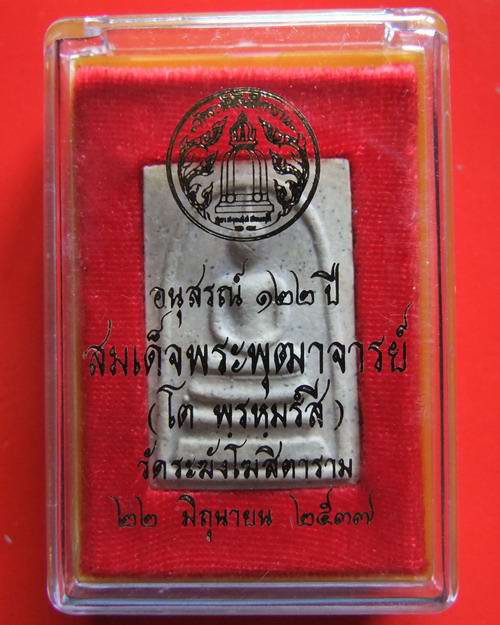 อนุสรณ์ ๑๒๒ ปี
สมเด็จพระพุฒาจารย์
(โต พฺรหฺมรํสี)
วัดระฆังโฆสิตาราม
๒๒ มิถุนายน ๒๕๓๗